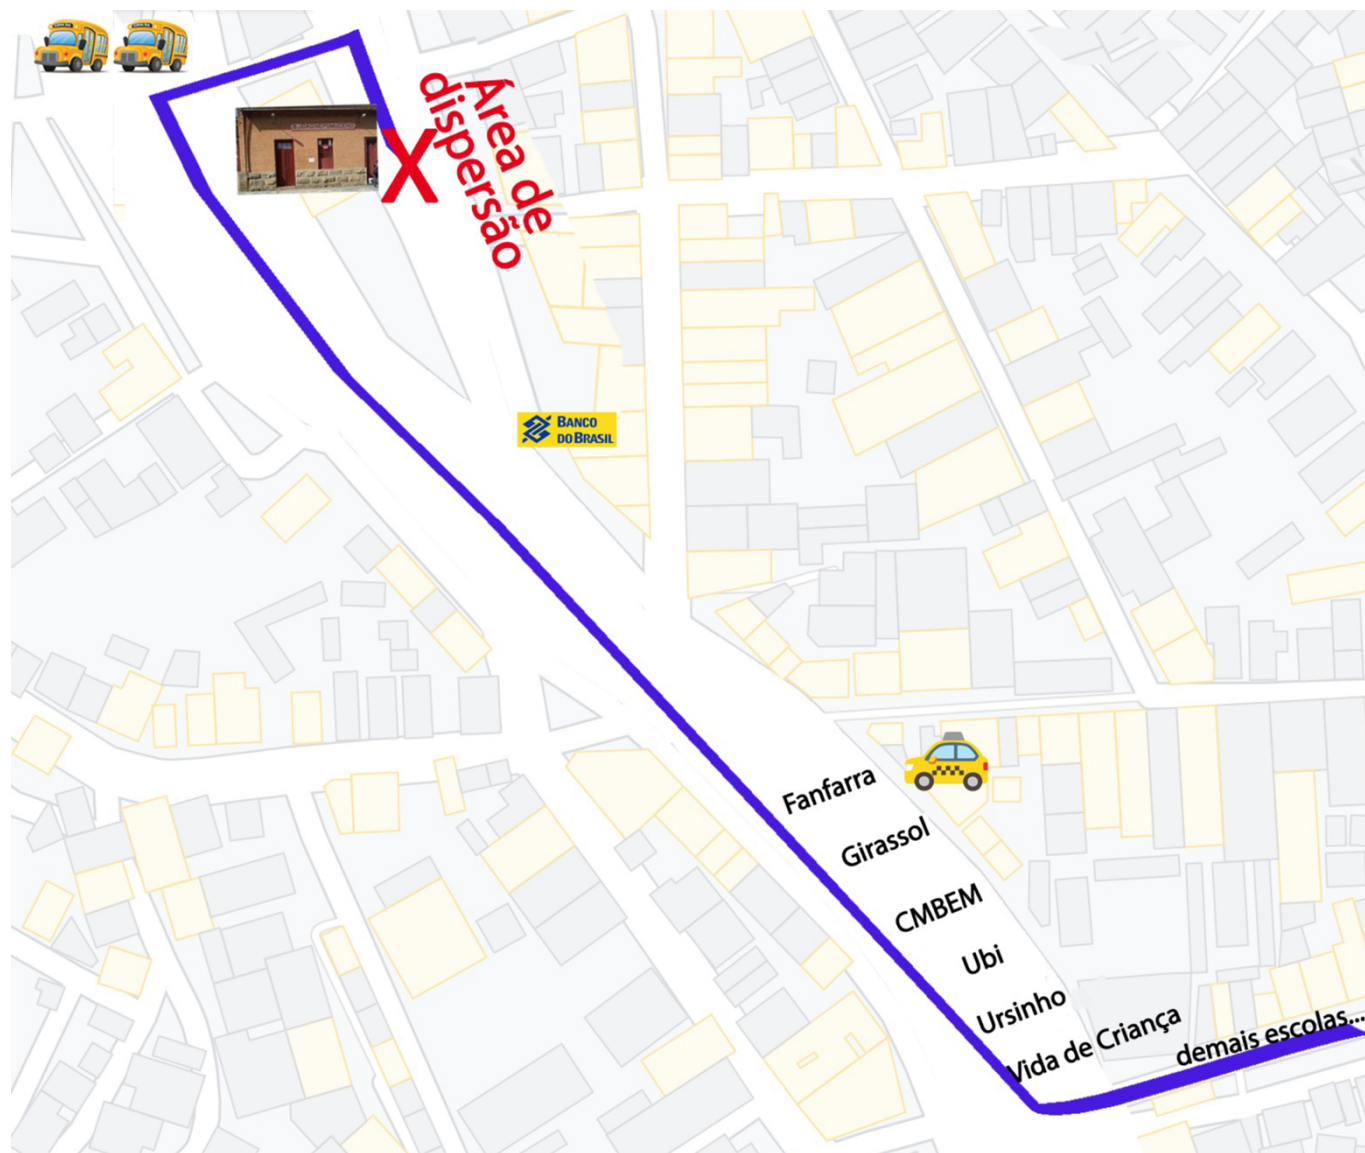 Área de
dispersão
BANCO
DO BRASIL
Fanfarra
Girassol
CMBEM
Ubi
Ursinho
Vida de Criança
demais escolas...